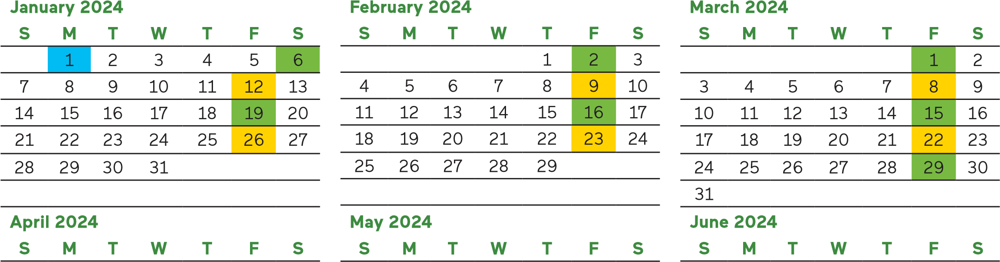 January 2024
S M T W T F S
1 2 3 4 5 6
7 8 9 10 11 12 13
14 15 16 17 18 19 20
21 22 23 24 25 26 27
28 29 30 31
February 2024
S M T W T F S
1 2 3
4 5 6 7 8 9 10
11 12 13 14 15 16 17
18 19 20 21 22 23 24
25 26 27 28 29
March 2024
S M T W T F S
1 2
3 4 5 6 7 8 9
10 11 12 13 14 15 16
17 18 19 20 21 22 23
24 25 26 27 28 29 30
31
April 2024
S M T W T F S
May 2024
S M T W T F S
June 2024
S M T W T F S